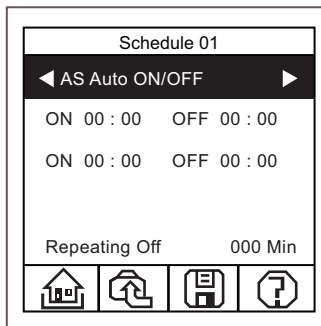 Schedule 01
AS Auto ON/OFF
ON 00 : 00 OFF 00 : 00
ON 00 : 00 OFF 00 : 00
Repeating Off 000 Min